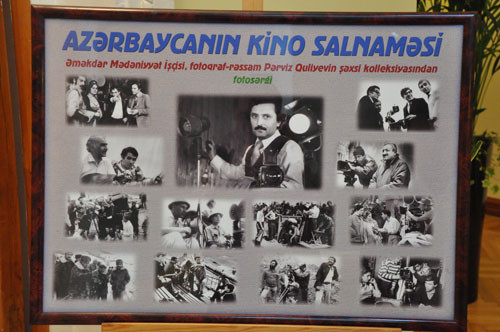 AZƏRBAYCANIN KİNO SALNAMƏSİ
Əməkdar Mədəniyyət İşçisi, fotoqraf-rəssam Pərviz Quliyevin şəxsi kolleksiyasından
fotosərgi